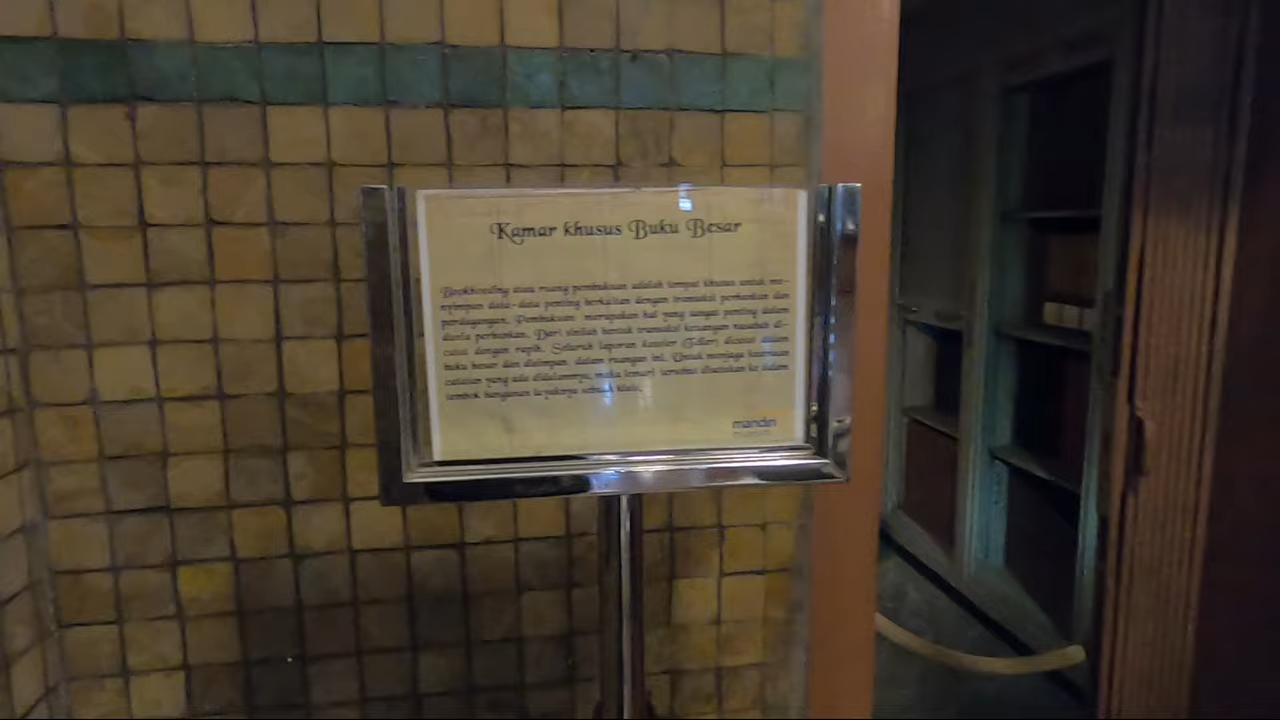 Kamar khusus Buku Besar
Bookkeeping atau ruang pembukuan adalah tempat khusus untuk me-
nyimpan data-data penting berkaitan dengan transaksi perbankan dan
perdagangan. Pembukuan merupakan hal yang sangat penting dalam
dunia perbankan. Dari sinilah bentuk transaksi keuangan nasabah di-
catat dengan rapih. Seluruh laporan kassier (Teller) dicatat dalam
buku besar dan disimpan dalam ruangan ini. Untuk menjaga keamanan
catatan yang ada didalamnya, maka lemari tersebut disatukan ke dalam
tembok bangunan layaknya sebuah
mandiri
museum